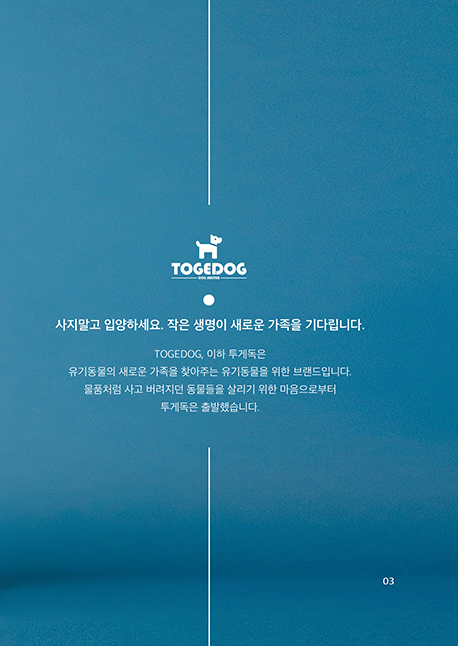 TOGEDOG
사지말고 입양하세요. 작은 생명이 새로운 가족을 기다립니다.
TOGEDOG, 이하 투게독은
유기동물의 새로운 가족을 찾아주는 유기동물을 위한 브랜드입니다.
물품처럼 사고 버려지던 동물들을 살리기 위한 마음으로부터
투게독은 출발했습니다.
03